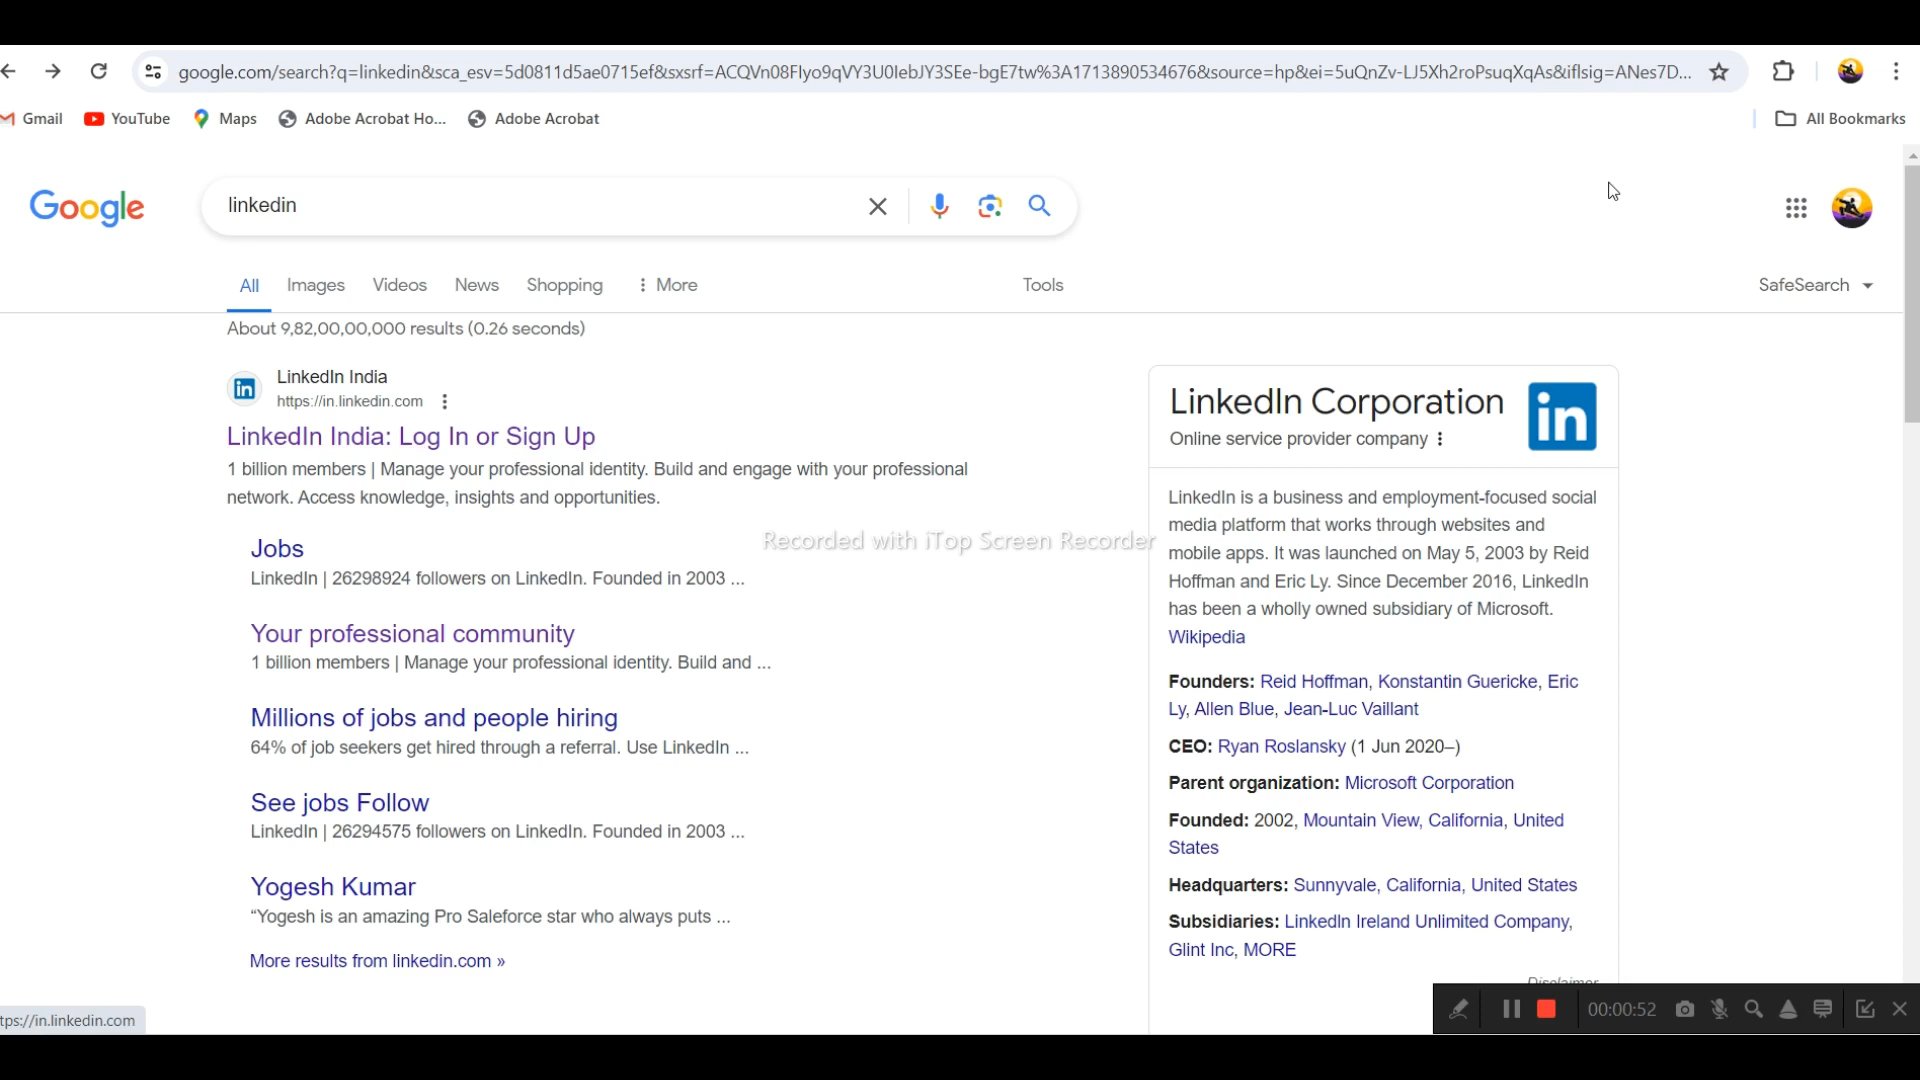 google.com/search?q=linkedin&sca_esv=5d0811d5ae0715ef&sxsrf=ACQVn08FIyo9qVY3U0IebJY3SEe-bgE7tw%3A1713890534676&source=hp&ei=5uQnZv-LJ5Xh2roPsuqXqAs&iflsig=ANes7D...
Gmail YouTube Maps Adobe Acrobat Ho... Adobe Acrobat All Bookmarks
Google linkedin
All Images Videos News Shopping More Tools SafeSearch
About 9,82,00,00,000 results (0.26 seconds)
in LinkedIn India
https://in.linkedin.com
LinkedIn India: Log In or Sign Up
1 billion members | Manage your professional identity. Build and engage with your professional
network. Access knowledge, insights and opportunities.
Jobs
LinkedIn | 26298924 followers on LinkedIn. Founded in 2003 ...
Your professional community
1 billion members | Manage your professional identity. Build and ...
Millions of jobs and people hiring
64% of job seekers get hired through a referral. Use LinkedIn ...
See jobs Follow
LinkedIn | 26294575 followers on LinkedIn. Founded in 2003 ...
Yogesh Kumar
“Yogesh is an amazing Pro Saleforce star who always puts ...
More results from linkedin.com »
Recorded with iTop Screen Recorder
LinkedIn Corporation in
Online service provider company
LinkedIn is a business and employment-focused social
media platform that works through websites and
mobile apps. It was launched on May 5, 2003 by Reid
Hoffman and Eric Ly. Since December 2016, LinkedIn
has been a wholly owned subsidiary of Microsoft.
Wikipedia
Founders: Reid Hoffman, Konstantin Guericke, Eric
Ly, Allen Blue, Jean-Luc Vaillant
CEO: Ryan Roslansky (1 Jun 2020–)
Parent organization: Microsoft Corporation
Founded: 2002, Mountain View, California, United
States
Headquarters: Sunnyvale, California, United States
Subsidiaries: LinkedIn Ireland Unlimited Company,
Glint Inc, MORE
Disclaimer
00:00:52
tps://in.linkedin.com